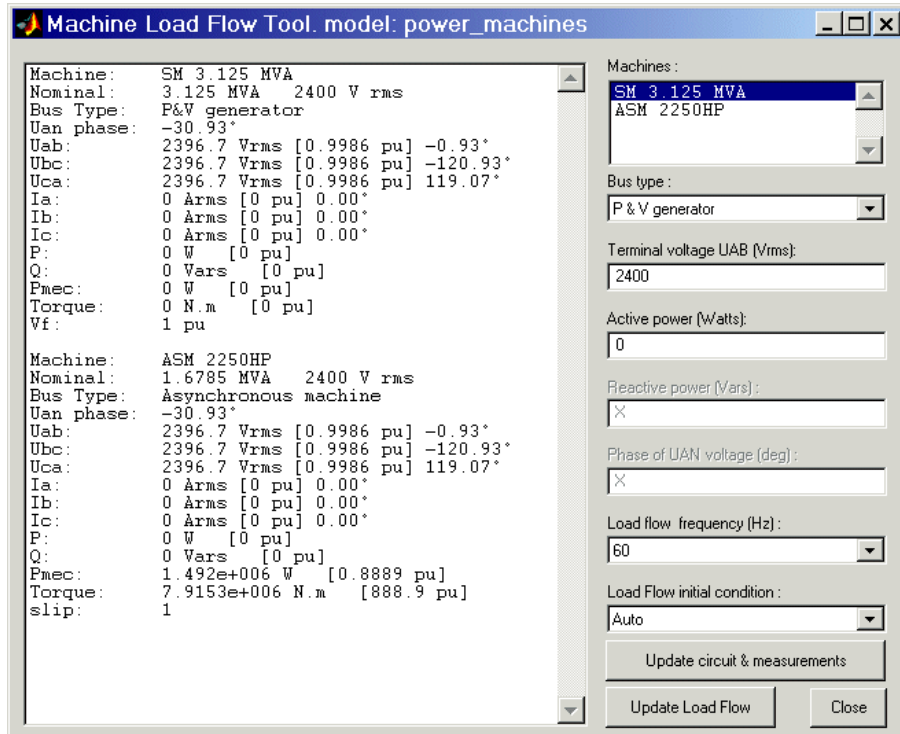 Machine Load Flow Tool. model: power_machines
Machine: SM 3.125 MVA
Nominal: 3.125 MVA 2400 V rms
Bus Type: P&V generator
Uan phase: -30.93°
Uab: 2396.7 Vrms [0.9986 pu] -0.93°
Ubc: 2396.7 Vrms [0.9986 pu] -120.93°
Uca: 2396.7 Vrms [0.9986 pu] 119.07°
Ia: 0 Arms [0 pu] 0.00°
Ib: 0 Arms [0 pu] 0.00°
Ic: 0 Arms [0 pu] 0.00°
P: 0 W [0 pu]
Q: 0 Vars [0 pu]
Pmec: 0 W [0 pu]
Torque: 0 N.m [0 pu]
Vf: 1 pu
Machine: ASM 2250HP
Nominal: 1.6785 MVA 2400 V rms
Bus Type: Asynchronous machine
Uan phase: -30.93°
Uab: 2396.7 Vrms [0.9986 pu] -0.93°
Ubc: 2396.7 Vrms [0.9986 pu] -120.93°
Uca: 2396.7 Vrms [0.9986 pu] 119.07°
Ia: 0 Arms [0 pu] 0.00°
Ib: 0 Arms [0 pu] 0.00°
Ic: 0 Arms [0 pu] 0.00°
P: 0 W [0 pu]
Q: 0 Vars [0 pu]
Pmec: 1.492e+006 W [0.8889 pu]
Torque: 7.9153e+006 N.m [888.9 pu]
slip: 1
Machines :
SM 3.125 MVA
ASM 2250HP
Bus type :
P & V generator
Terminal voltage UAB (Vrms):
2400
Active power (Watts):
0
Reactive power (Vars) :
X
Phase of UAN voltage (deg) :
X
Load flow frequency (Hz) :
60
Load Flow initial condition :
Auto
Update circuit & measurements
Update Load Flow
Close